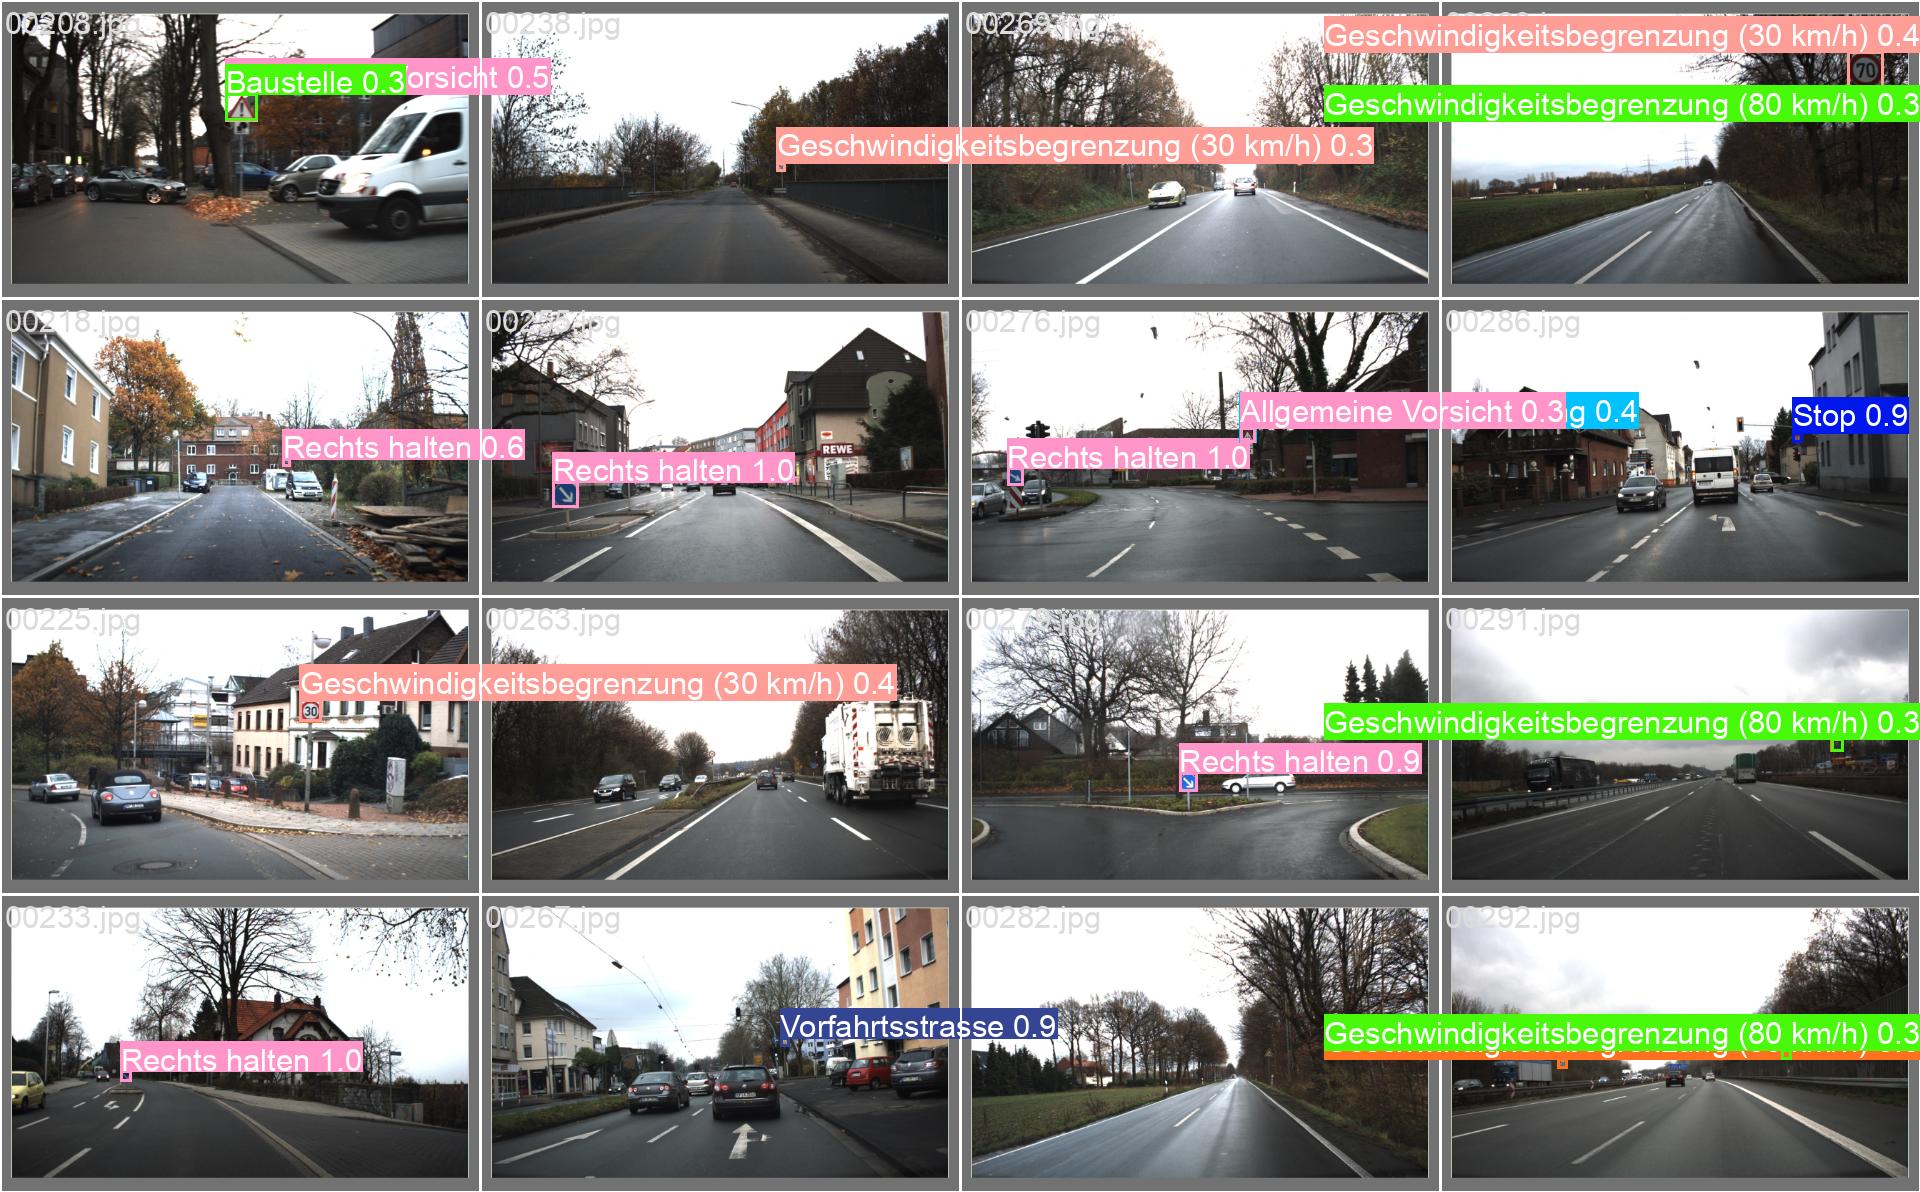 00208.jpg
Baustelle 0.3
orsicht 0.5
00238.jpg
Geschwindigkeitsbegrenzung (30 km/h) 0.3
00269.jpg
Geschwindigkeitsbegrenzung (30 km/h) 0.4
70
Geschwindigkeitsbegrenzung (80 km/h) 0.3
00218.jpg
Rechts halten 0.6
Rechts halten 1.0
REWE
00276.jpg
Allgemeine Vorsicht 0.3
g 0.4
Rechts halten 1.0
00286.jpg
Stop 0.9
00225.jpg
Geschwindigkeitsbegrenzung (30 km/h) 0.4
30
00263.jpg
Rechts halten 0.9
00291.jpg
Geschwindigkeitsbegrenzung (80 km/h) 0.3
00233.jpg
Rechts halten 1.0
00267.jpg
Vorfahrtsstrasse 0.9
00282.jpg
00292.jpg
Geschwindigkeitsbegrenzung (80 km/h) 0.3